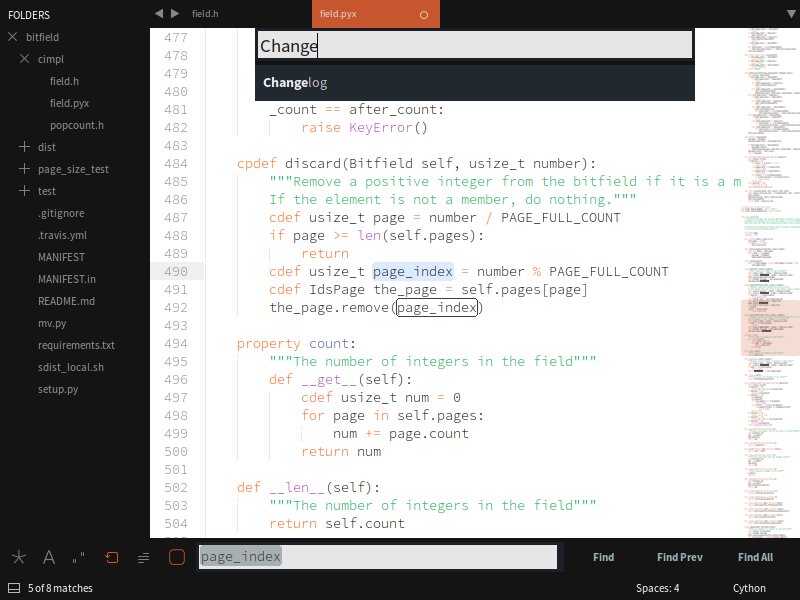 FOLDERS
bitfield
cimpl
field.h
field.pyx
popcount.h
dist
page_size_test
test
.gitignore
.travis.yml
MANIFEST
MANIFEST.in
README.md
mv.py
requirements.txt
sdist_local.sh
setup.py
field.h
field.pyx
Change
Changelog
477
478
479
480
481 _count == after_count:
482 raise KeyError()
483
484 cpdef discard(Bitfield self, usize_t number):
485 """Remove a positive integer from the bitfield if it is a m
486 If the element is not a member, do nothing."""
487 cdef usize_t page = number / PAGE_FULL_COUNT
488 if page >= len(self.pages):
489 return
490 cdef usize_t page_index = number % PAGE_FULL_COUNT
491 cdef IdsPage the_page = self.pages[page]
492 the_page.remove(page_index)
493
494 property count:
495 """The number of integers in the field"""
496 def __get__(self):
497 cdef usize_t num = 0
498 for page in self.pages:
499 num += page.count
500 return num
501
502 def __len__(self):
503 """The number of integers in the field"""
504 return self.count
page_index
Find
Find Prev
Find All
5 of 8 matches
Spaces: 4
Cython